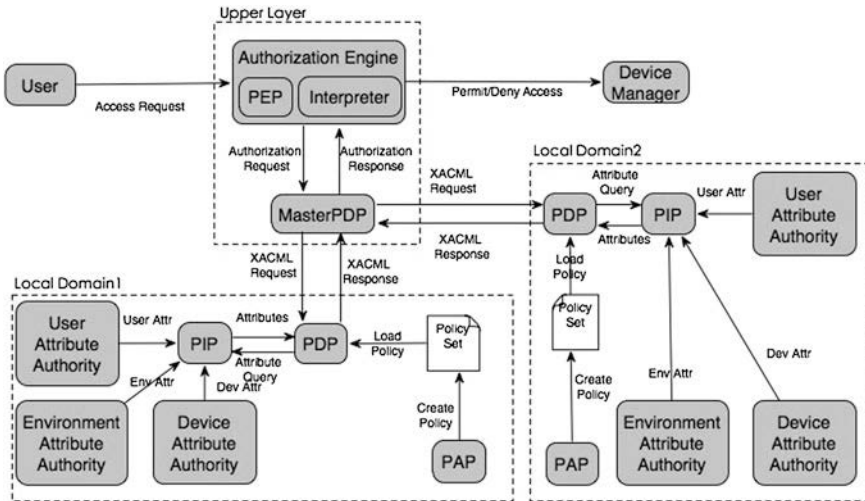 Upper Layer
Authorization Engine
PEP
Interpreter
User
Access Request
Permit/Deny Access
Device
Manager
Authorization
Request
Authorization
Response
MasterPDP
XACML
Request
XACML
Response
XACML
Request
XACML
Response
Local Domain2
PDP
Attribute
Query
Attributes
PIP
User Attr
User
Attribute
Authority
Load
Policy
Policy
Set
Create
Policy
PAP
Env Attr
Environment
Attribute
Authority
Dev Attr
Device
Attribute
Authority
Local Domain1
User
Attribute
Authority
User Attr
PIP
Attributes
Attribute
Query
PDP
Load
Policy
Policy
Set
Env Attr
Dev Attr
Create
Policy
Environment
Attribute
Authority
Device
Attribute
Authority
PAP